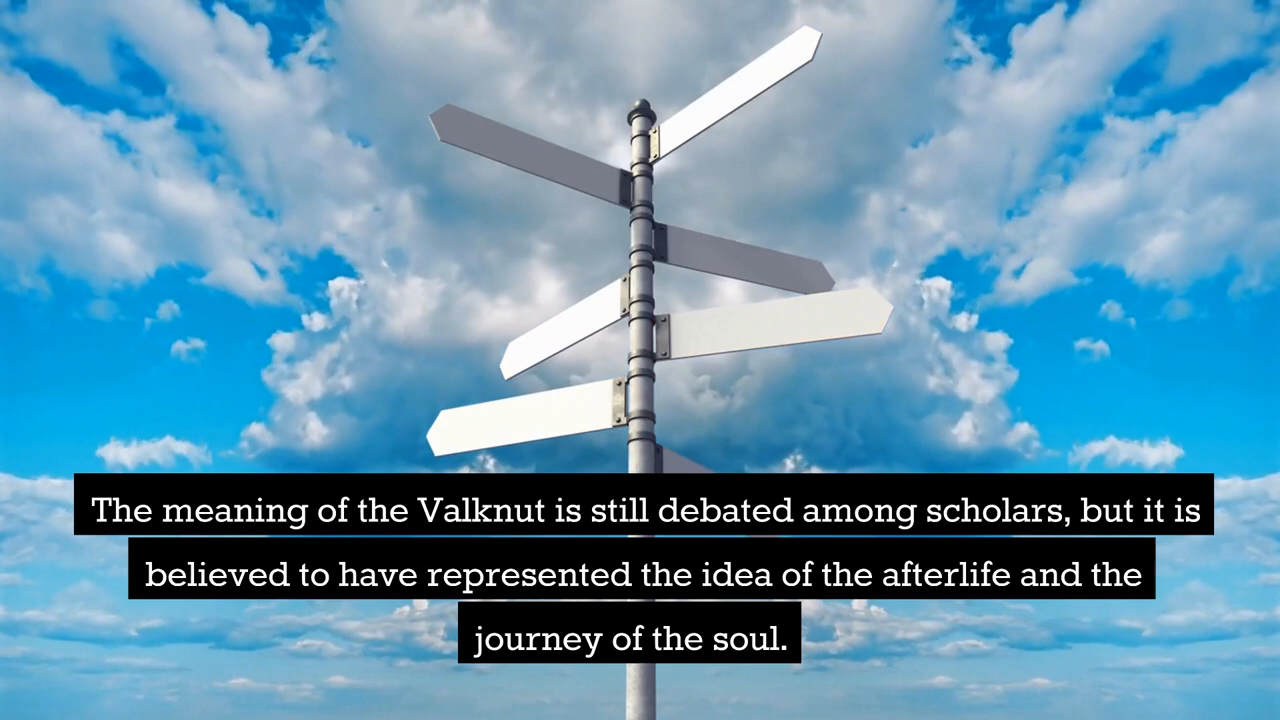 The meaning of the Valknut is still debated among scholars, but it is
believed to have represented the idea of the afterlife and the
journey of the soul.